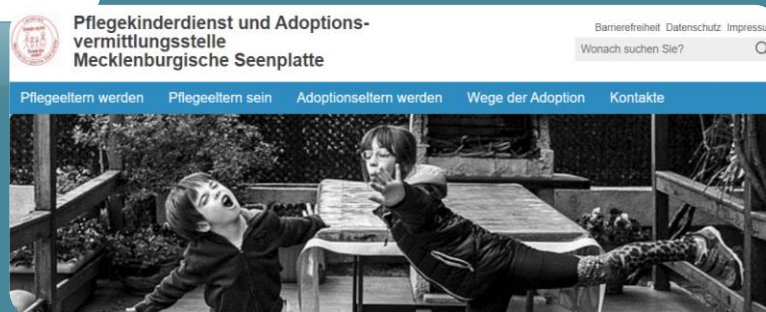 Pflegekinderdienst und Adoptions-
vermittlungsstelle
Mecklenburgische Seenplatte
Barrierefreiheit Datenschutz Impressu
Wonach suchen Sie?
Pflegeeltern werden Pflegeeltern sein Adoptionseltern werden Wege der Adoption Kontakte